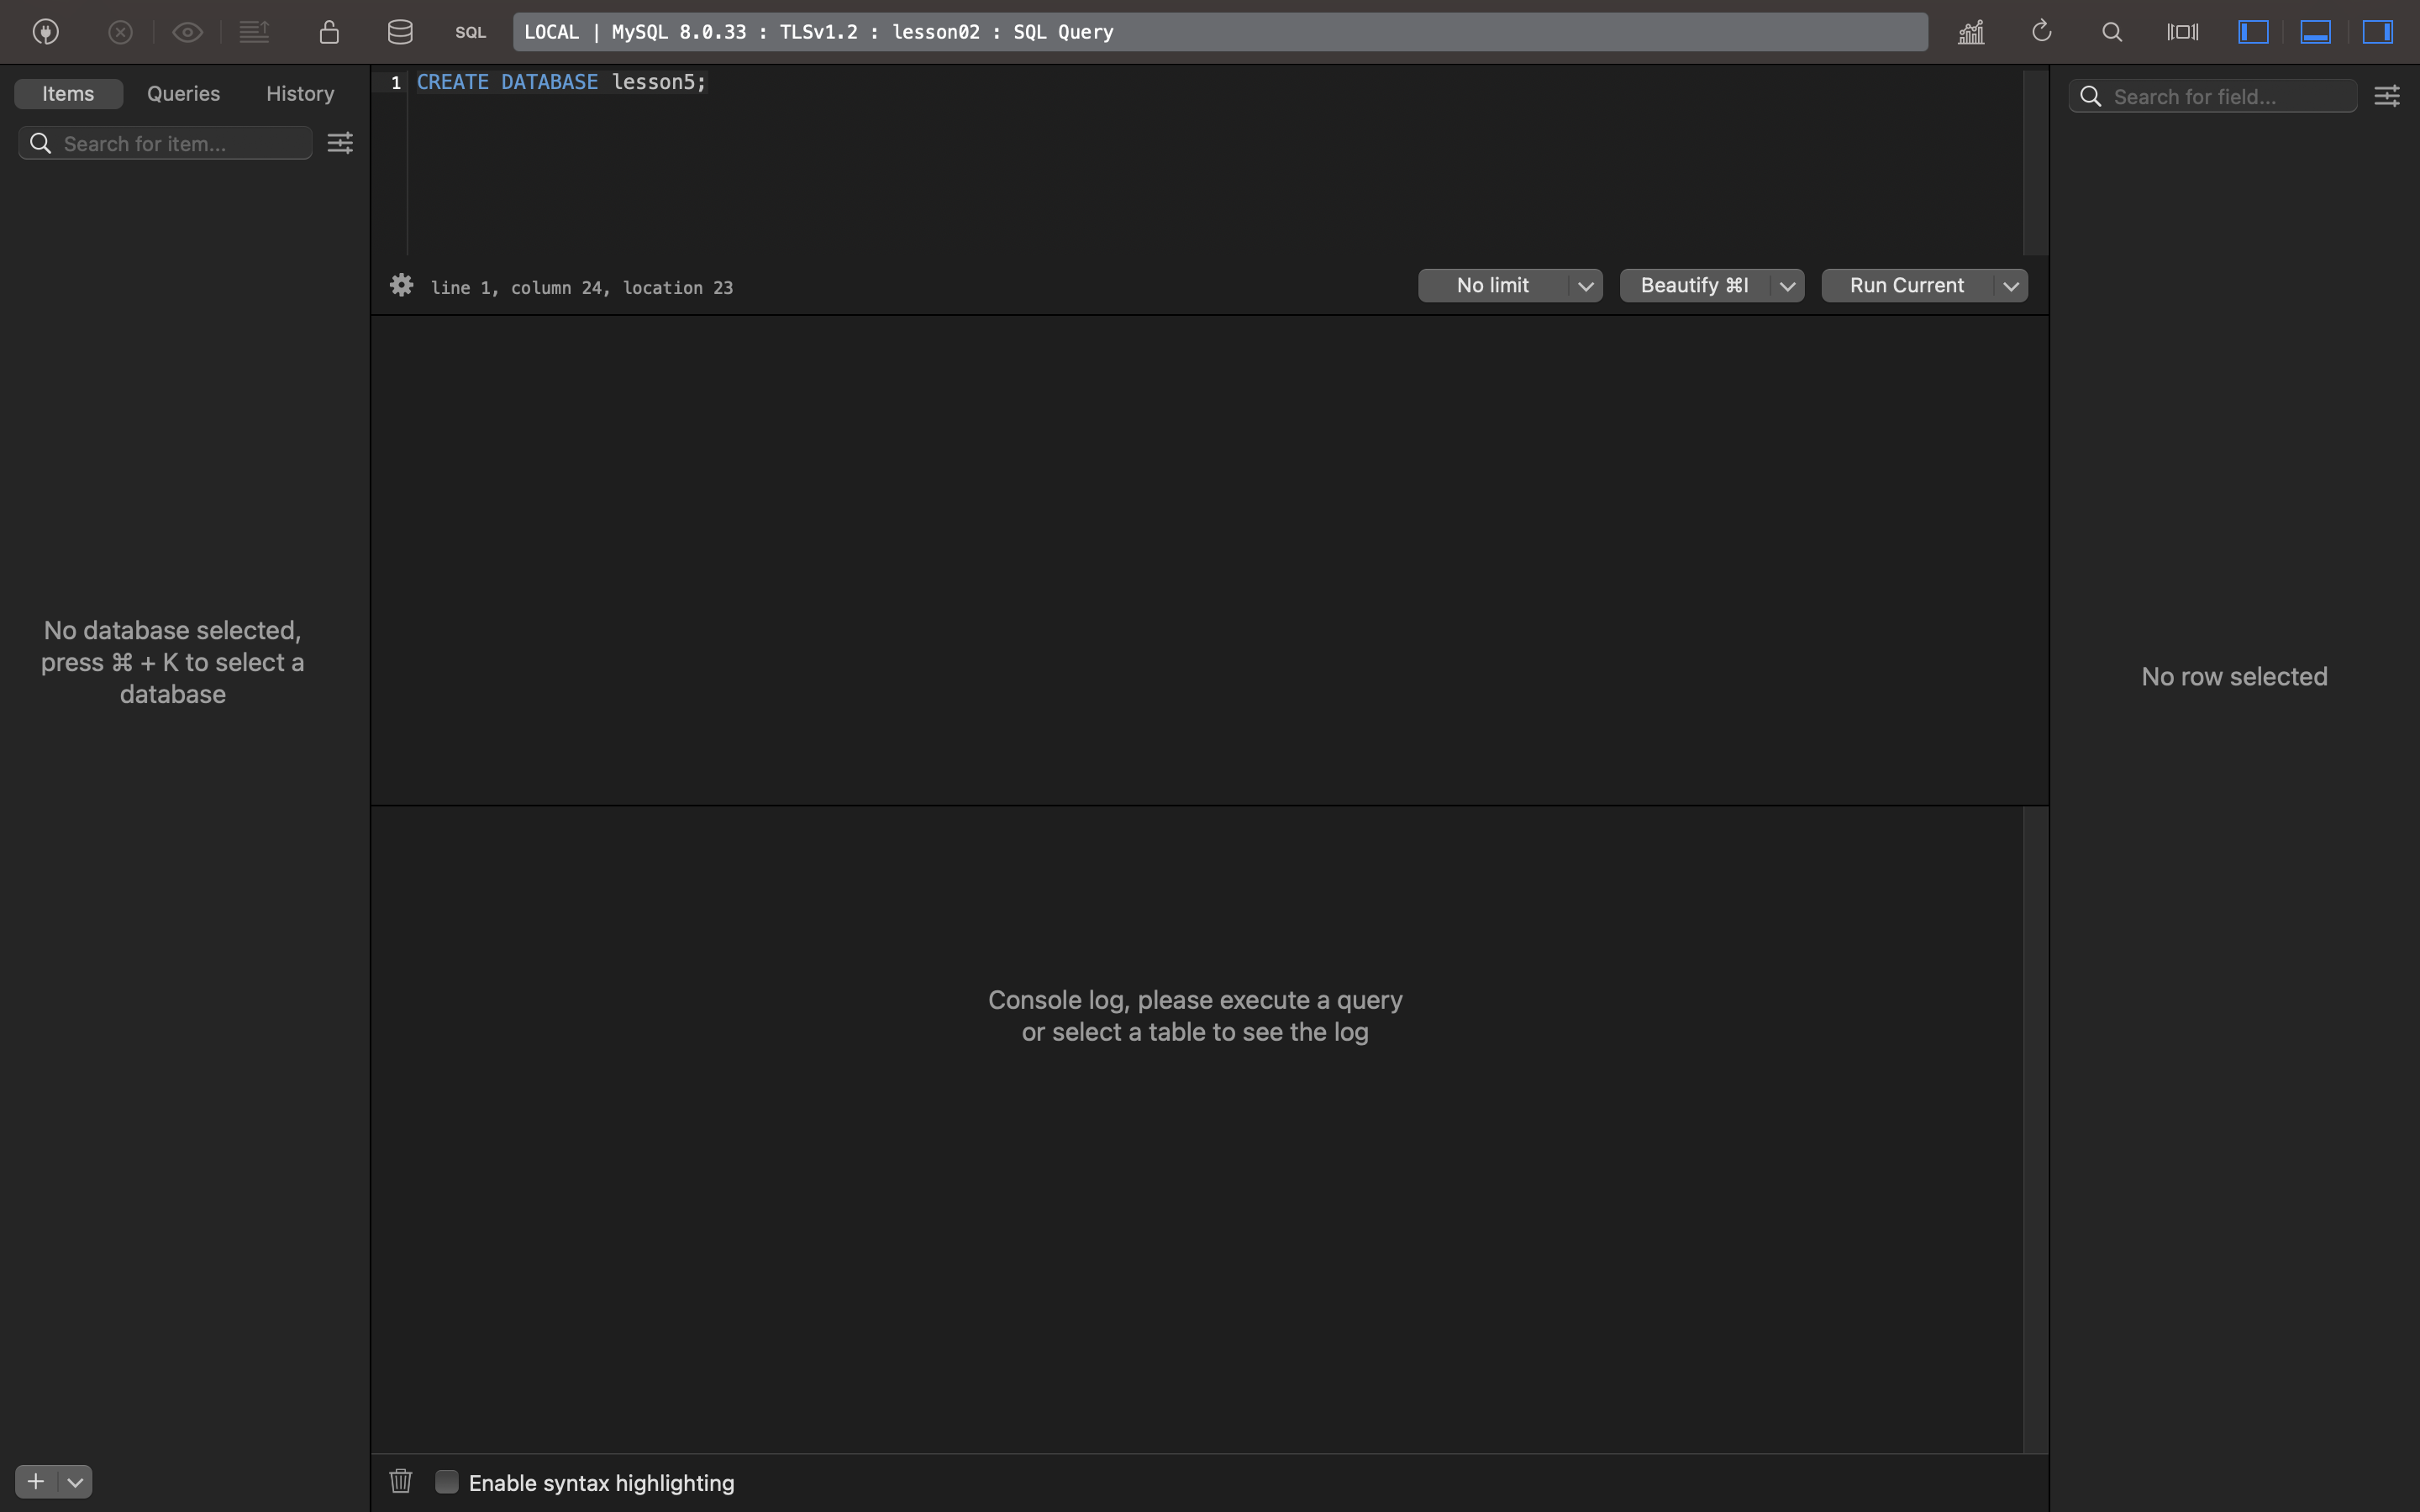 SQL
LOCAL | MySQL 8.0.33 : TLSv1.2 : lesson02 : SQL Query
Items
Queries
History
Search for item...
1
CREATE DATABASE lesson5;
Search for field...
line 1, column 24, location 23
No limit
Beautify ⌘I
Run Current
No database selected,
press ⌘ + K to select a
database
No row selected
Console log, please execute a query
or select a table to see the log
Enable syntax highlighting